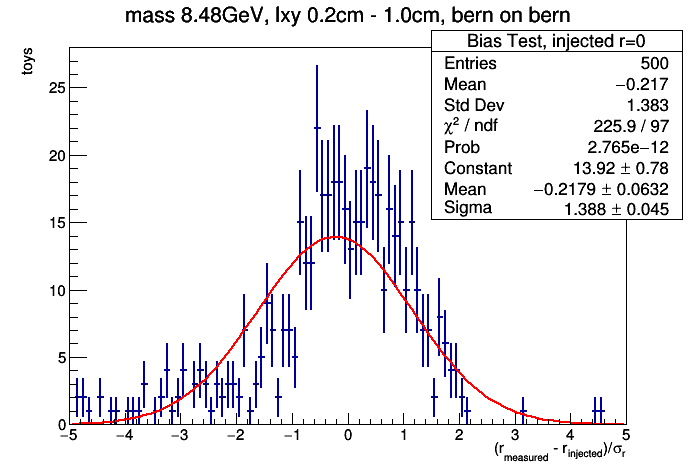 mass 8.48GeV, lxy 0.2cm - 1.0cm, bern on bern
Bias Test, injected r=0
Entries 500
Mean −0.217
Std Dev 1.383
χ² / ndf 225.9 / 97
Prob 2.765e−12
Constant 13.92 ± 0.78
Mean −0.2179 ± 0.0632
Sigma 1.388 ± 0.045
toys
25
20
15
10
5
0
−5 −4 −3 −2 −1 0 1 2 3 4 5
(r_measured - r_injected)/σ_r